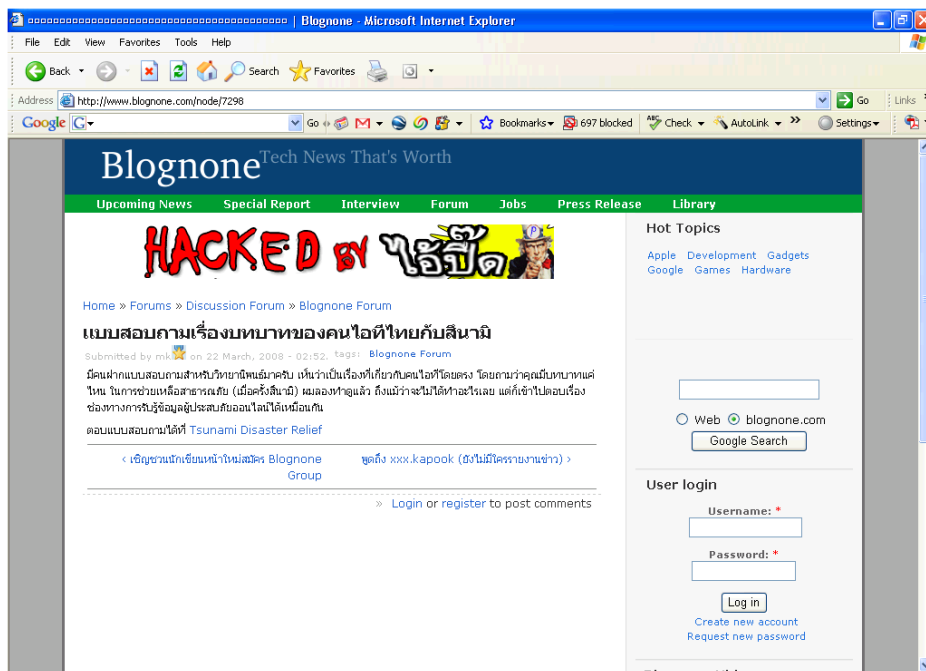 | Blognone - Microsoft Internet Explorer
File Edit View Favorites Tools Help
Back Search Favorites
Address http://www.blognone.com/node/7298 Go Links
Google G Go Bookmarks 697 blocked Check AutoLink Settings
Blognone Tech News That's Worth
Upcoming News Special Report Interview Forum Jobs Press Release Library
HACKED BY ไอ้ปื๊ด
Home » Forums » Discussion Forum » Blognone Forum
แบบสอบถามเรื่องบทบาทของคนไอทีไทยกับสึนามิ
Submitted by mk on 22 March, 2008 - 02:52. tags: Blognone Forum
มีคนฝากแบบสอบถามสำหรับวิทยานิพนธ์มาครับ เห็นว่าเป็นเรื่องที่เกี่ยวกับคนไอทีโดยตรง โดยถามว่าคุณมีบทบาทแค่
ไหน ในการช่วยเหลือสาธารณภัย (เมื่อครั้งสึนามิ) ผมลองทำดูแล้ว ถึงแม้ว่าจะไม่ได้ทำอะไรเลย แต่ก็เข้าไปตอบเรื่อง
ช่องทางการรับรู้ข้อมูลผู้ประสบภัยออนไลน์ได้เหมือนกัน
ตอบแบบสอบถามได้ที่ Tsunami Disaster Relief
‹ เชิญชวนนักเขียนหน้าใหม่สมัคร Blognone
Group
พูดถึง xxx.kapook (ยังไม่มีใครรายงานข่าว) ›
» Login or register to post comments
Hot Topics
Apple Development Gadgets
Google Games Hardware
Web blognone.com
Google Search
User login
Username: *
Password: *
Log in
Create new account
Request new password